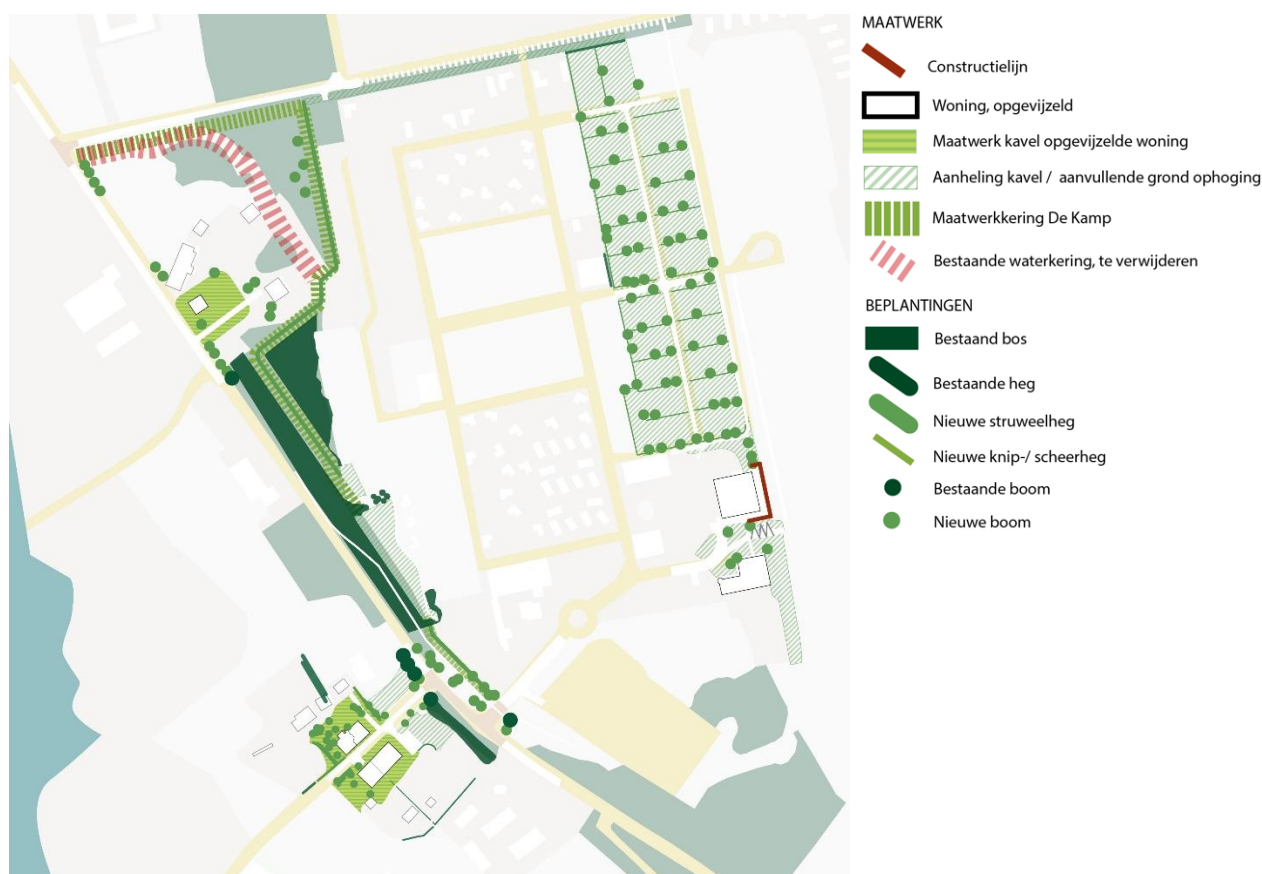 MAATWERK
Constructielijn
Woning, opgevijzeld
Maatwerk kavel opgevijzelde woning
Aanheling kavel / aanvullende grond ophoging
Maatwerkkering De Kamp
Bestaande waterkering, te verwijderen
BEPLANTINGEN
Bestaand bos
Bestaande heg
Nieuwe struweelheg
Nieuwe knip-/ scheerheg
Bestaande boom
Nieuwe boom